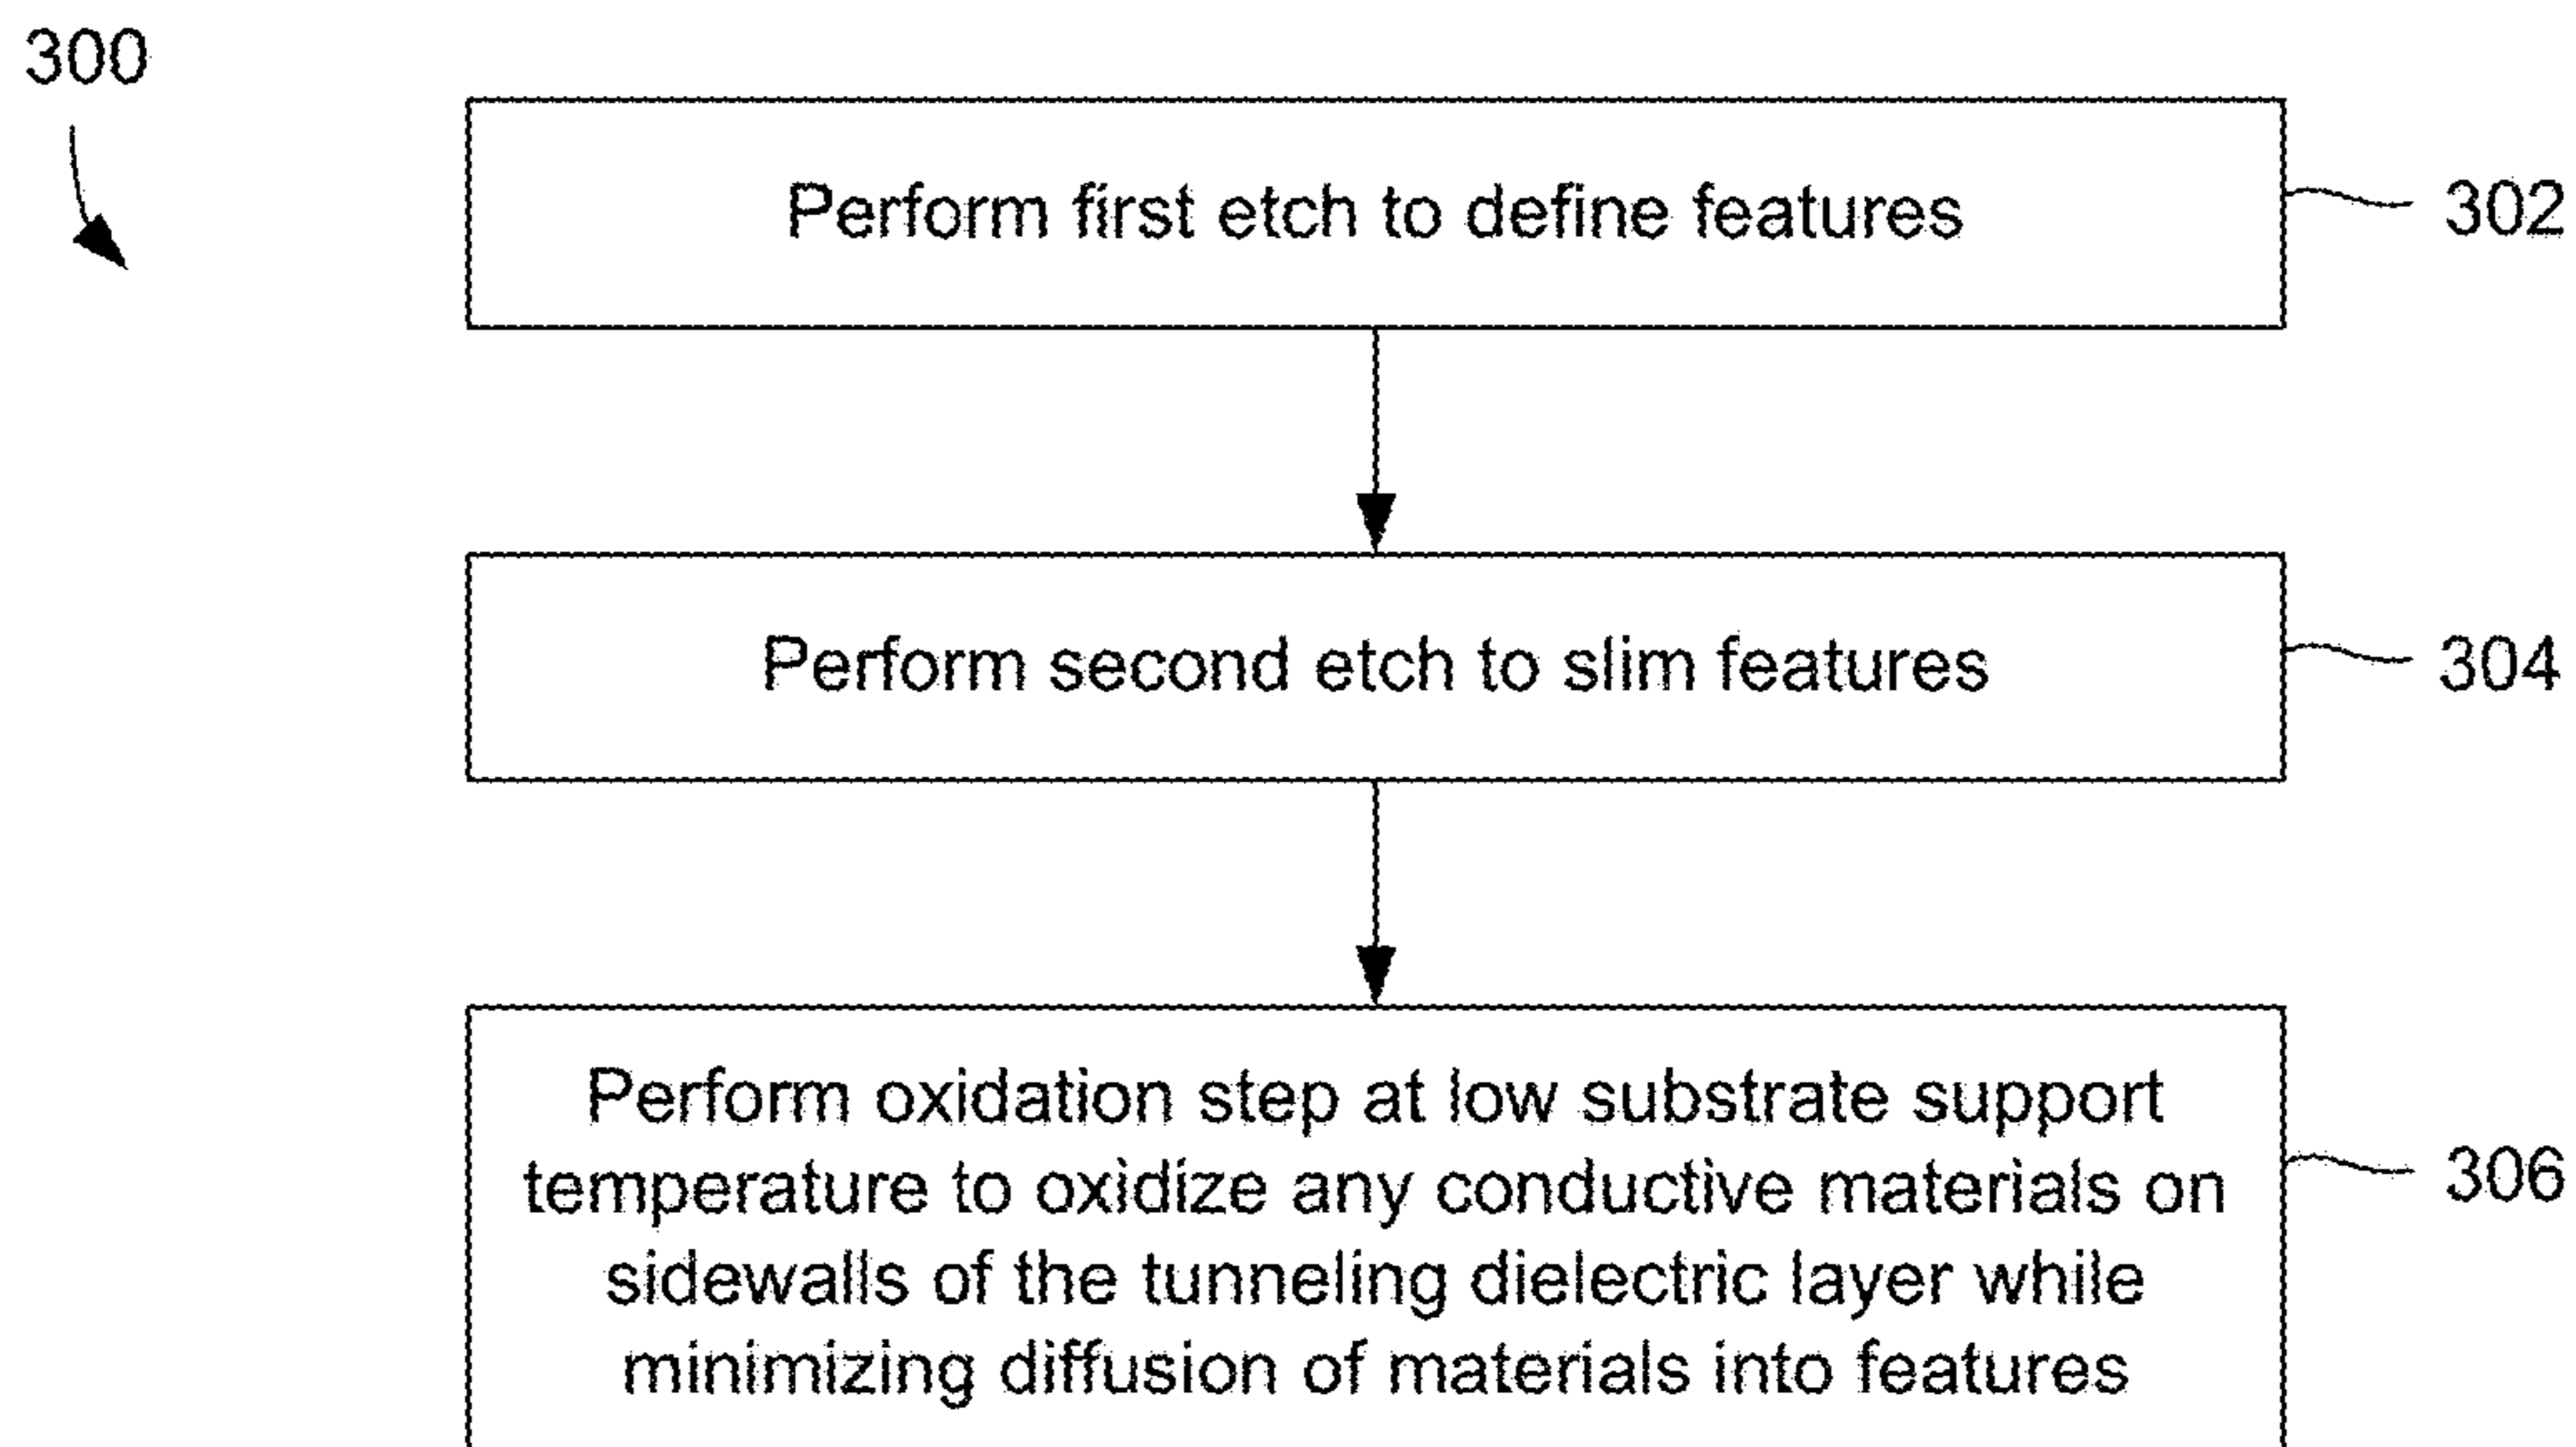 300
Perform first etch to define features
302
Perform second etch to slim features
304
Perform oxidation step at low substrate support
temperature to oxidize any conductive materials on
sidewalls of the tunneling dielectric layer while
minimizing diffusion of materials into features
306